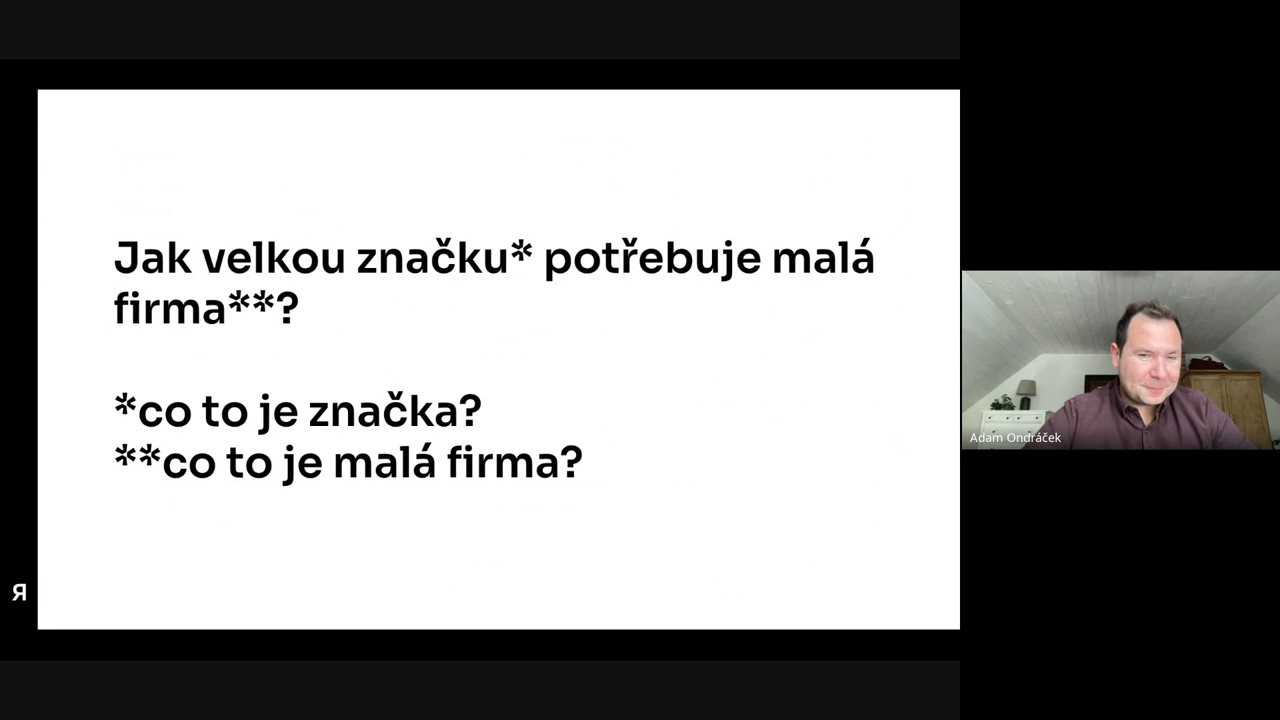 Jak velkou značku* potřebuje malá
firma**?
*co to je značka?
**co to je malá firma?
Adam Ondráček
Я